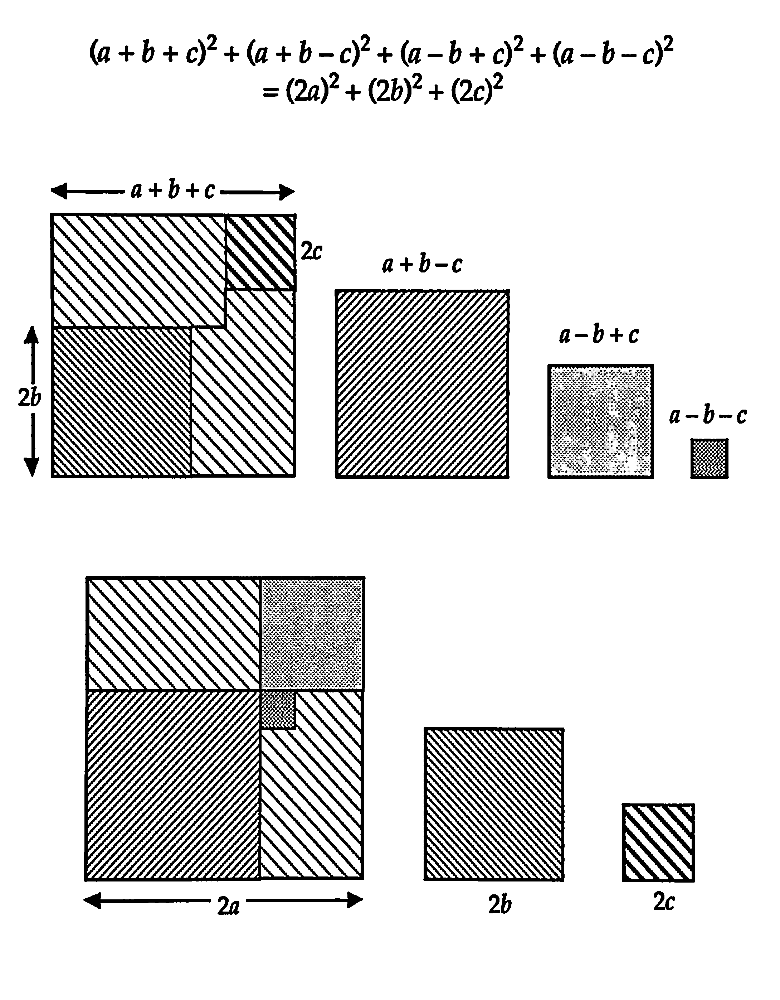 (a + b + c)² + (a + b – c)² + (a – b + c)² + (a – b – c)²
= (2a)² + (2b)² + (2c)²
a + b + c
2c
a + b – c
a – b + c
2b
a – b – c
2a
2b
2c